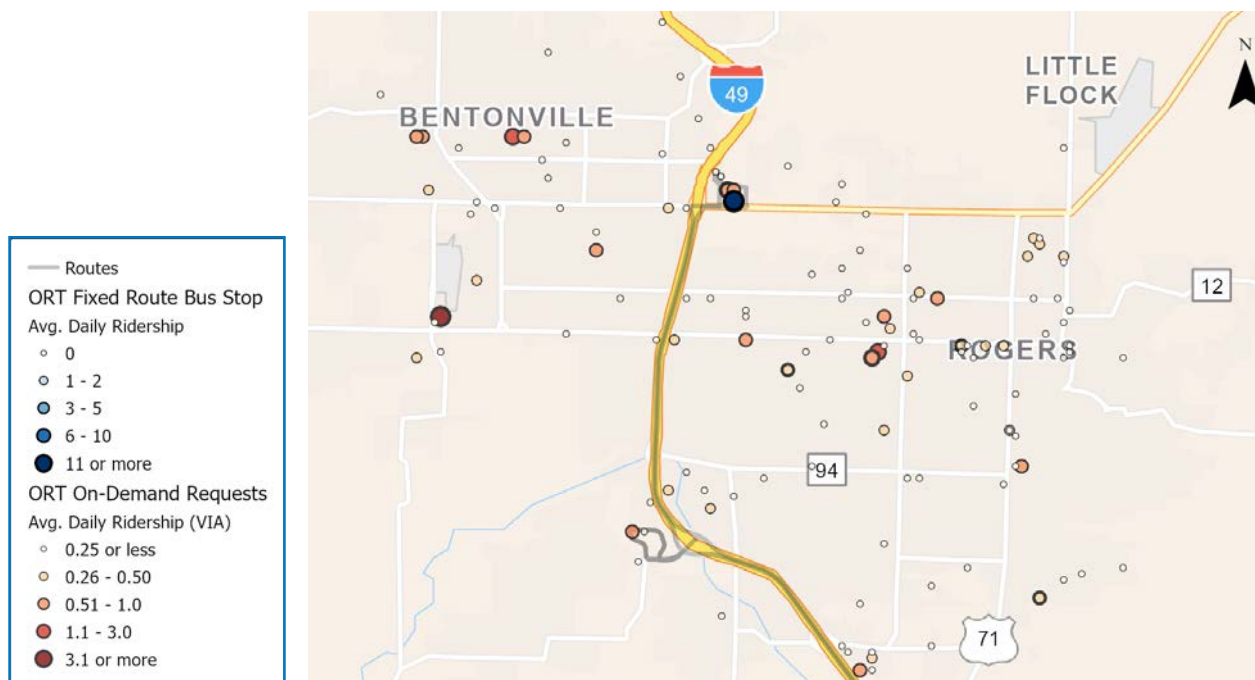 Routes
ORT Fixed Route Bus Stop
Avg. Daily Ridership
0
1 - 2
3 - 5
6 - 10
11 or more
ORT On-Demand Requests
Avg. Daily Ridership (VIA)
0.25 or less
0.26 - 0.50
0.51 - 1.0
1.1 - 3.0
3.1 or more
N
LITTLE
FLOCK
49
BENTONVILLE
12
ROGERS
94
71